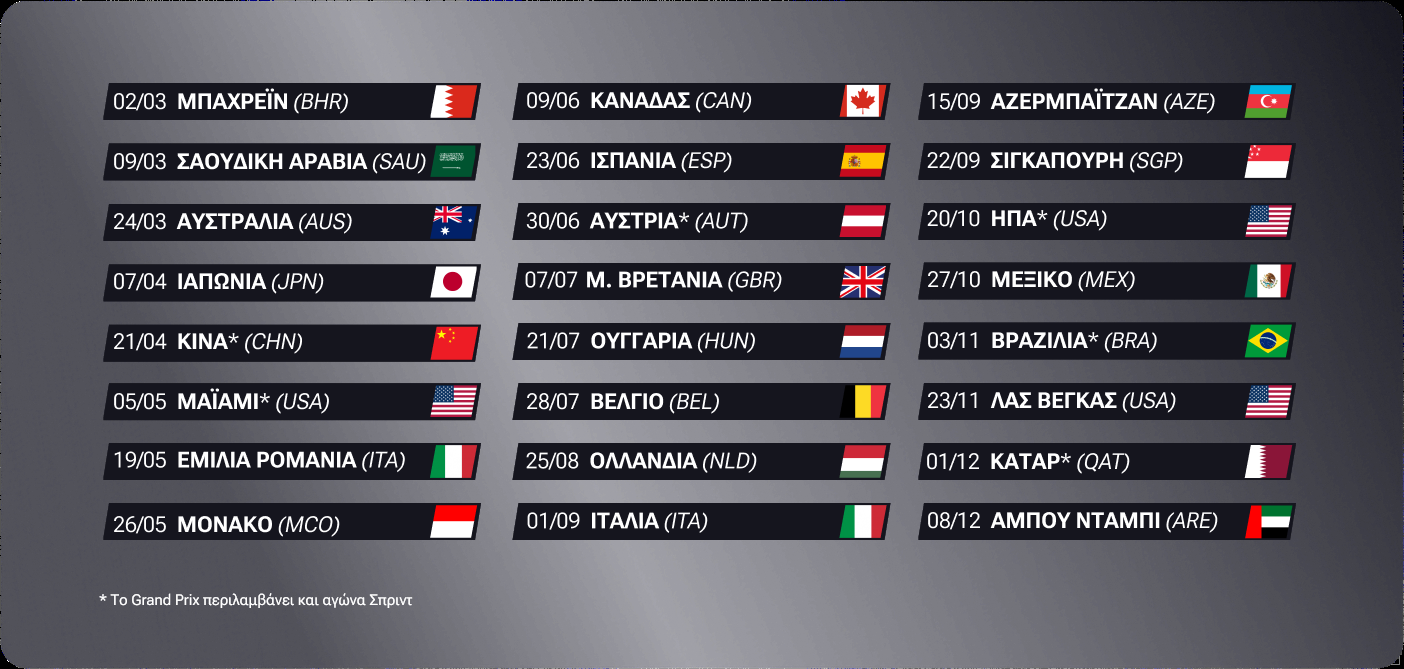 02/03 ΜΠΑΧΡΕΪΝ (BHR)
09/03 ΣΑΟΥΔΙΚΗ ΑΡΑΒΙΑ (SAU)
24/03 ΑΥΣΤΡΑΛΙΑ (AUS)
07/04 ΙΑΠΩΝΙΑ (JPN)
21/04 ΚΙΝΑ* (CHN)
05/05 ΜΑΪΑΜΙ* (USA)
19/05 ΕΜΙΛΙΑ ΡΟΜΑΝΙΑ (ITA)
26/05 ΜΟΝΑΚΟ (MCO)
09/06 ΚΑΝΑΔΑΣ (CAN)
23/06 ΙΣΠΑΝΙΑ (ESP)
30/06 ΑΥΣΤΡΙΑ* (AUT)
07/07 Μ. ΒΡΕΤΑΝΙΑ (GBR)
21/07 ΟΥΓΓΑΡΙΑ (HUN)
28/07 ΒΕΛΓΙΟ (BEL)
25/08 ΟΛΛΑΝΔΙΑ (NLD)
01/09 ΙΤΑΛΙΑ (ITA)
15/09 ΑΖΕΡΜΠΑΪΤΖΑΝ (AZE)
22/09 ΣΙΓΚΑΠΟΥΡΗ (SGP)
20/10 ΗΠΑ* (USA)
27/10 ΜΕΞΙΚΟ (MEX)
03/11 ΒΡΑΖΙΛΙΑ* (BRA)
23/11 ΛΑΣ ΒΕΓΚΑΣ (USA)
01/12 ΚΑΤΑΡ* (QAT)
08/12 ΑΜΠΟΥ ΝΤΑΜΠΙ (ARE)
* Το Grand Prix περιλαμβάνει και αγώνα Σπριντ